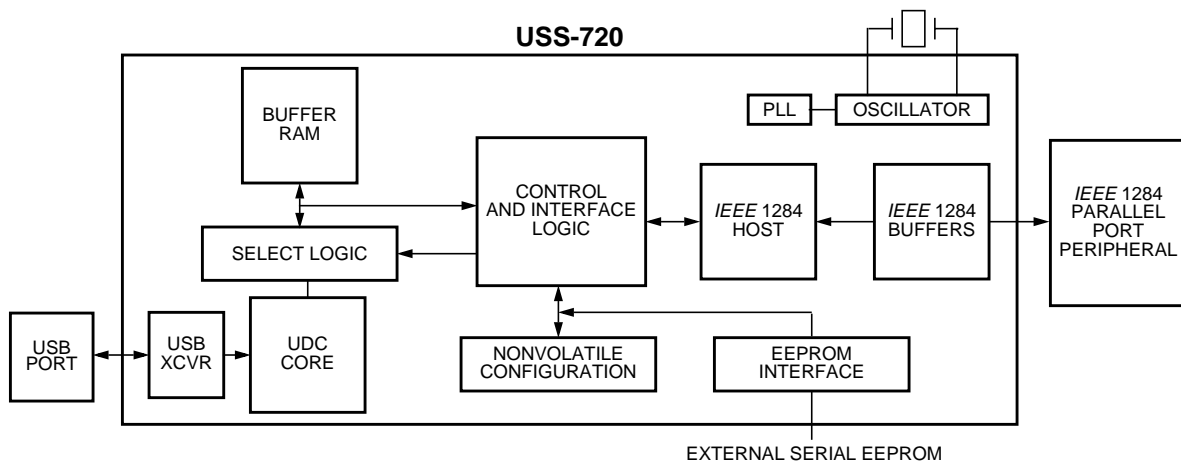 USS-720
BUFFER
RAM
PLL
OSCILLATOR
CONTROL
AND INTERFACE
LOGIC
IEEE 1284
HOST
IEEE 1284
BUFFERS
IEEE 1284
PARALLEL
PORT
PERIPHERAL
SELECT LOGIC
USB
PORT
USB
XCVR
UDC
CORE
NONVOLATILE
CONFIGURATION
EEPROM
INTERFACE
EXTERNAL SERIAL EEPROM